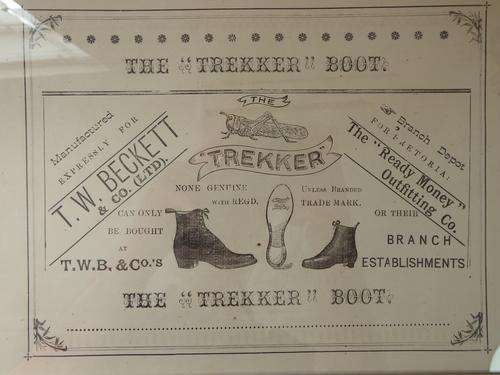 THE "TREKKER" BOOT.
Manufactured
EXPRESSLY FOR
T. W. BECKETT
& CO. (LTD)
THE
"TREKKER"
Branch Depot
FOR PRETORIA:
The "Ready Money"
Outfitting Co.
NONE GENUINE
WITH REGD.
UNLESS BRANDED
TRADE MARK.
CAN ONLY
BE BOUGHT
AT
T.W.B. & CO.'S
OR THEIR
BRANCH
ESTABLISHMENTS
THE "TREKKER" BOOT.